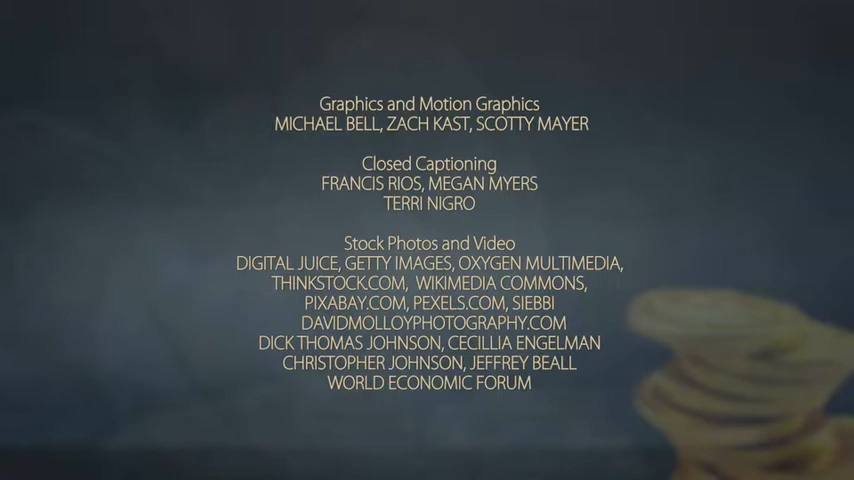 Graphics and Motion Graphics
MICHAEL BELL, ZACH KAST, SCOTTY MAYER
Closed Captioning
FRANCIS RIOS, MEGAN MYERS
TERRI NIGRO
Stock Photos and Video
DIGITAL JUICE, GETTY IMAGES, OXYGEN MULTIMEDIA,
THINKSTOCK.COM, WIKIMEDIA COMMONS,
PIXABAY.COM, PEXELS.COM, SIEBBI
DAVIDMOLLOYPHOTOGRAPHY.COM
DICK THOMAS JOHNSON, CECILLIA ENGELMAN
CHRISTOPHER JOHNSON, JEFFREY BEALL
WORLD ECONOMIC FORUM